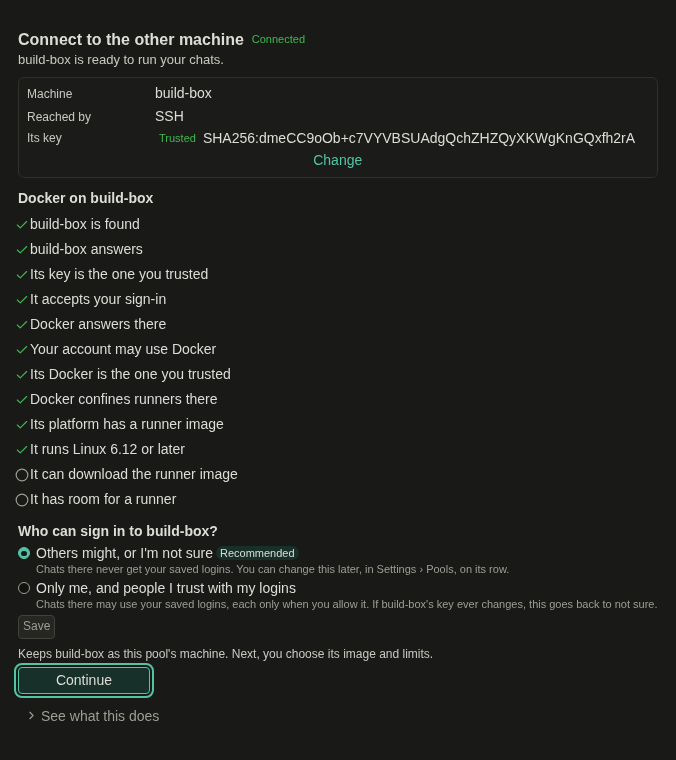 Connect to the other machine Connected
build-box is ready to run your chats.
Machine build-box
Reached by SSH
Its key Trusted SHA256:dmeCC9oOb+c7VYVBSUAdgQchZHZQyXKWgKnGQxfh2rA
Change
Docker on build-box
build-box is found
build-box answers
Its key is the one you trusted
It accepts your sign-in
Docker answers there
Your account may use Docker
Its Docker is the one you trusted
Docker confines runners there
Its platform has a runner image
It runs Linux 6.12 or later
It can download the runner image
It has room for a runner
Who can sign in to build-box?
Others might, or I'm not sure Recommended
Chats there never get your saved logins. You can change this later, in Settings › Pools, on its row.
Only me, and people I trust with my logins
Chats there may use your saved logins, each only when you allow it. If build-box's key ever changes, this goes back to not sure.
Save
Keeps build-box as this pool's machine. Next, you choose its image and limits.
Continue
See what this does